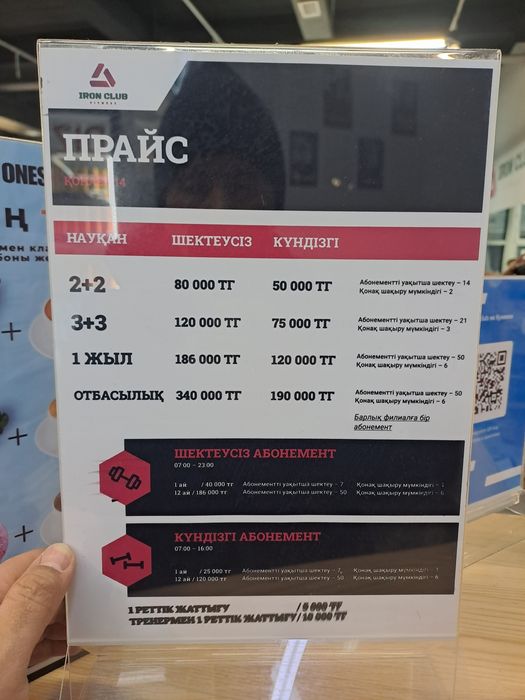 IRON CLUB
FITNESS
ПРАЙС
НАУҚАН ШЕКТЕУСІЗ КҮНДІЗГІ
2+2 80 000 ТГ 50 000 ТГ Абонементті уақытша шектеу – 14
Қонақ шақыру мүмкіндігі – 2
3+3 120 000 ТГ 75 000 ТГ Абонементті уақытша шектеу – 21
Қонақ шақыру мүмкіндігі – 3
1 ЖЫЛ 186 000 ТГ 120 000 ТГ Абонементті уақытша шектеу – 50
Қонақ шақыру мүмкіндігі – 6
ОТБАСЫЛЫҚ 340 000 ТГ 190 000 ТГ Абонементті уақытша шектеу – 50
Қонақ шақыру мүмкіндігі – 6
Барлық филиалға бір
абонемент
ШЕКТЕУСІЗ АБОНЕМЕНТ
07:00 – 23:00
1 ай / 40 000 тг Абонементті уақытша шектеу – 7 Қонақ шақыру мүмкіндігі – 1
12 ай / 186 000 тг Абонементті уақытша шектеу – 50 Қонақ шақыру мүмкіндігі – 6
КҮНДІЗГІ АБОНЕМЕНТ
07:00 – 16:00
1 ай / 25 000 тг Абонементті уақытша шектеу – 7 Қонақ шақыру мүмкіндігі – 1
12 ай / 120 000 тг Абонементті уақытша шектеу – 50 Қонақ шақыру мүмкіндігі – 6
1 РЕТТІК ЖАТТЫҒУ / 5 000 ТГ
ТРЕНЕРМЕН 1 РЕТТІК ЖАТТЫҒУ / 10 000 ТГ
ONES